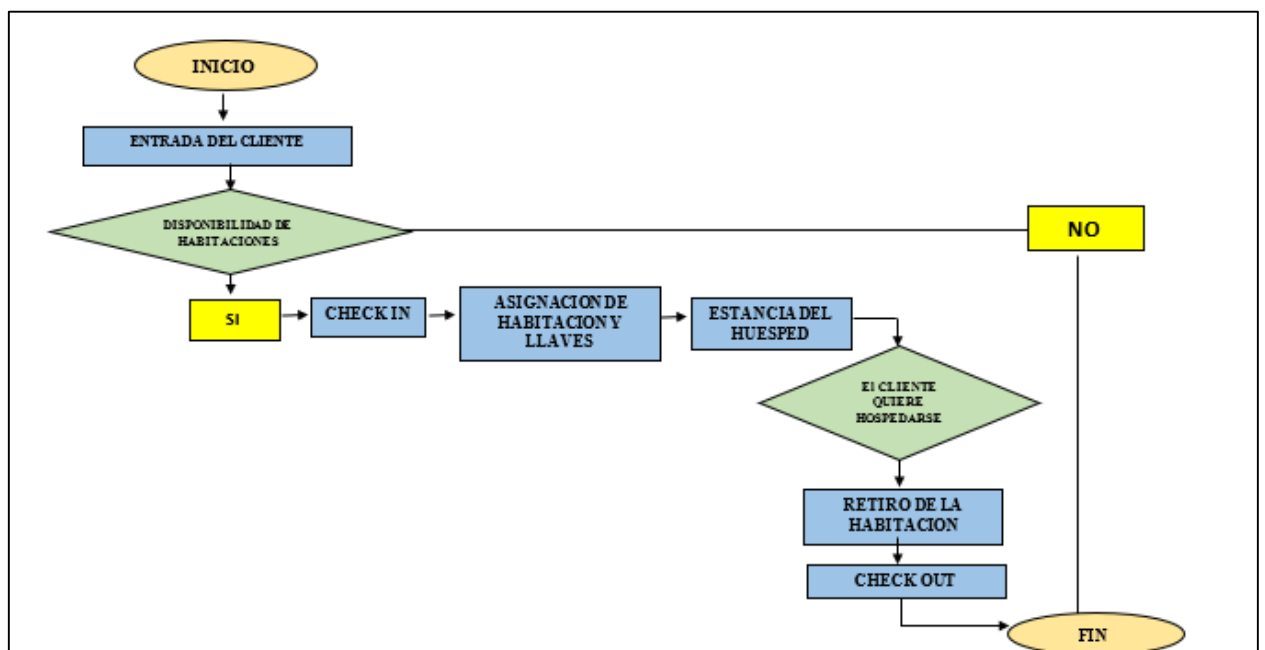 INICIO
ENTRADA DEL CLIENTE
DISPONIBILIDAD DE
HABITACIONES
NO
SI
CHECK IN
ASIGNACION DE
HABITACION Y
LLAVES
ESTANCIA DEL
HUESPED
El CLIENTE
QUIERE
HOSPEDARSE
RETIRO DE LA
HABITACION
CHECK OUT
FIN